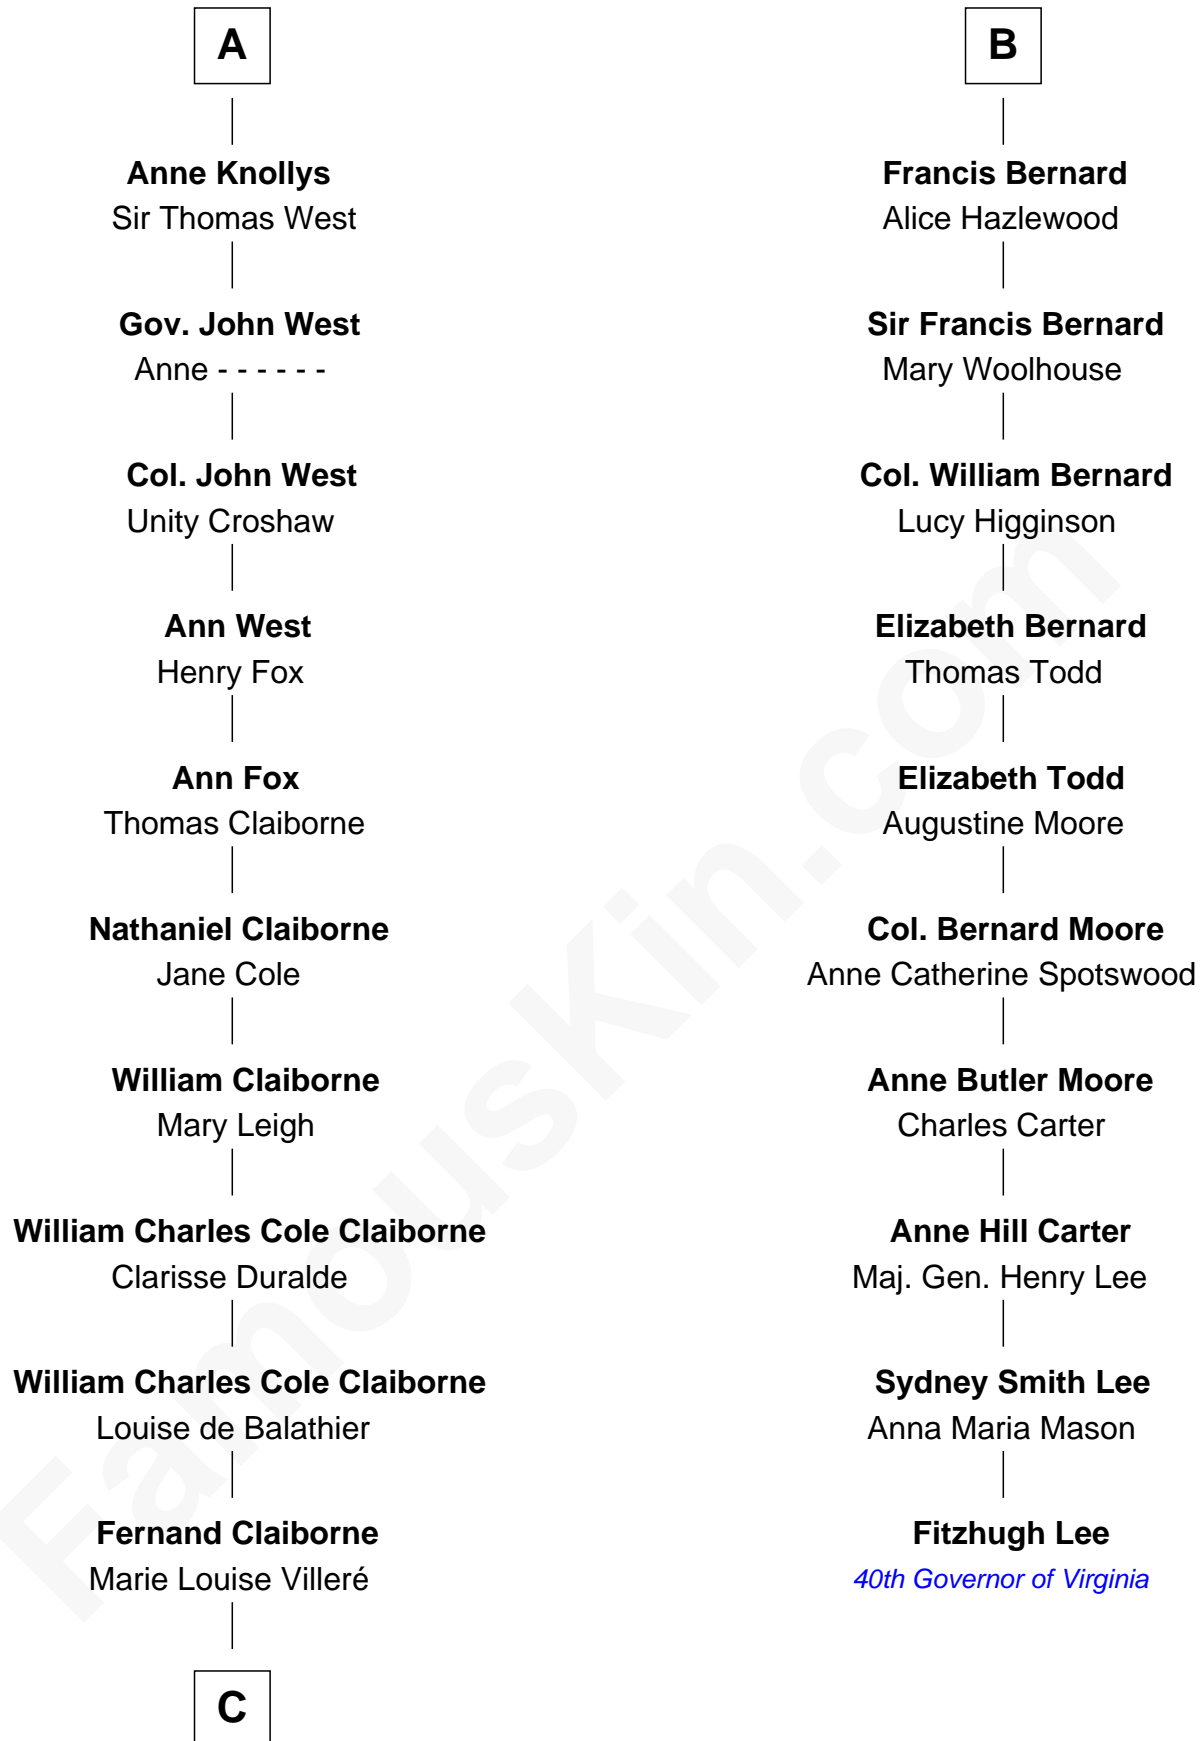 A
Anne Knollys
Sir Thomas West
Gov. John West
Anne - - - - - -
Col. John West
Unity Croshaw
Ann West
Henry Fox
Ann Fox
Thomas Claiborne
Nathaniel Claiborne
Jane Cole
William Claiborne
Mary Leigh
William Charles Cole Claiborne
Clarisse Duralde
William Charles Cole Claiborne
Louise de Balathier
Fernand Claiborne
Marie Louise Villeré
C
B
Francis Bernard
Alice Hazlewood
Sir Francis Bernard
Mary Woolhouse
Col. William Bernard
Lucy Higginson
Elizabeth Bernard
Thomas Todd
Elizabeth Todd
Augustine Moore
Col. Bernard Moore
Anne Catherine Spotswood
Anne Butler Moore
Charles Carter
Anne Hill Carter
Maj. Gen. Henry Lee
Sydney Smith Lee
Anna Maria Mason
Fitzhugh Lee
40th Governor of Virginia
FamousKin.com